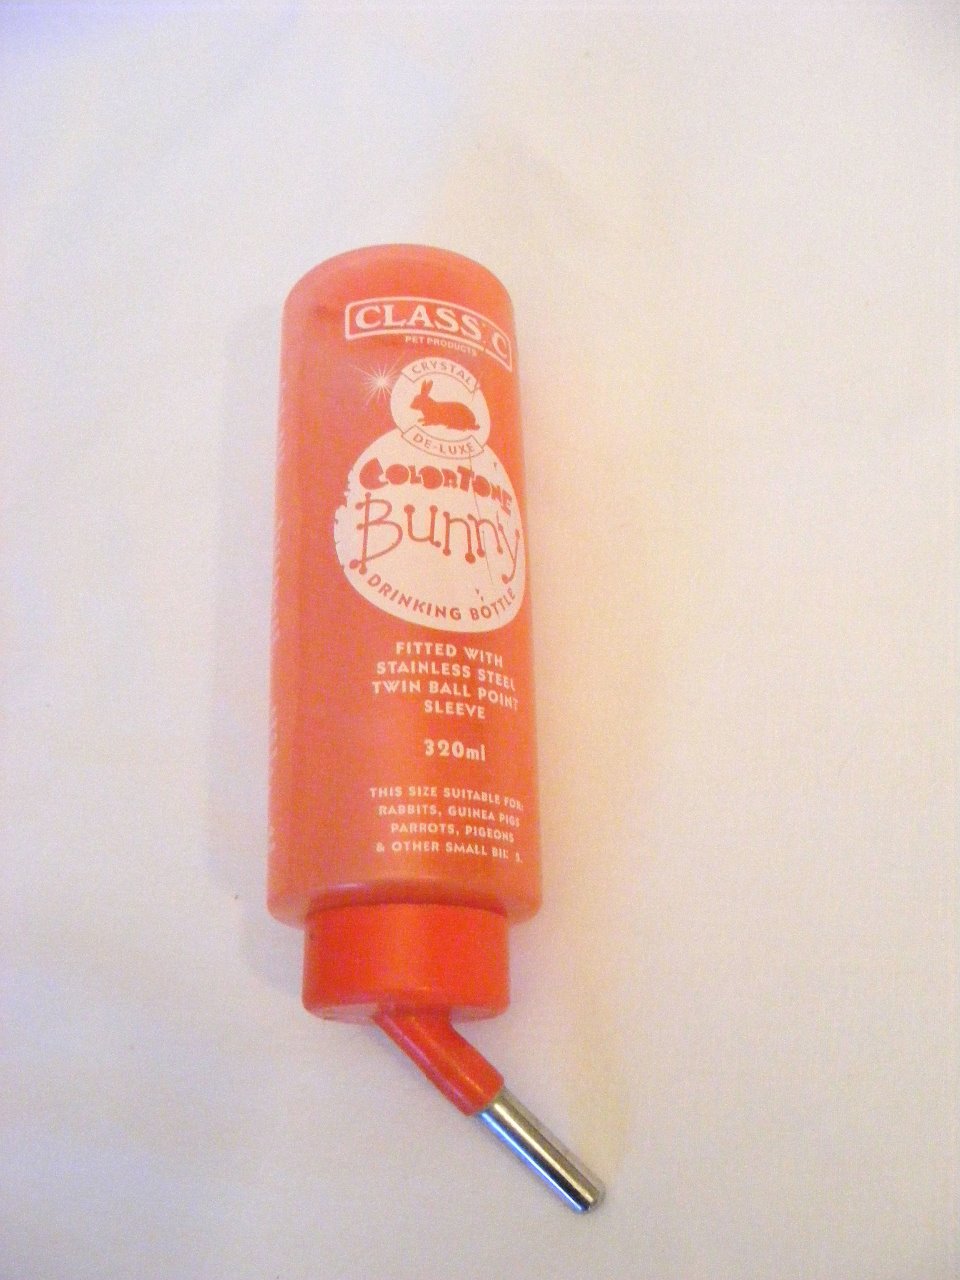 CLASSIC
PET PRODUCTS
CRYSTAL
DE-LUXE
COLORTONE
Bunny
DRINKING BOTTLE
FITTED WITH
STAINLESS STEEL
TWIN BALL POINT
SLEEVE
320ml
THIS SIZE SUITABLE FOR:
RABBITS, GUINEA PIGS
PARROTS, PIGEONS
& OTHER SMALL